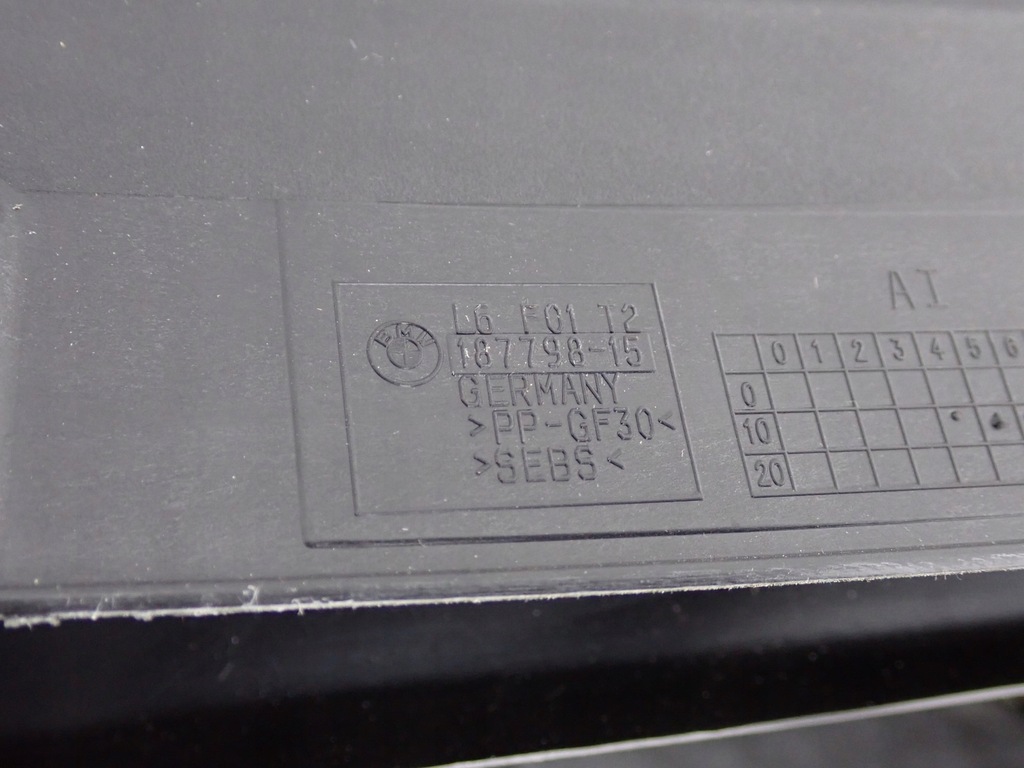 BMW
L6 F01 T2
187798-15
GERMANY
>PP-GF30<
>SEBS<
AI
0 1 2 3 4 5 6
0
10
20